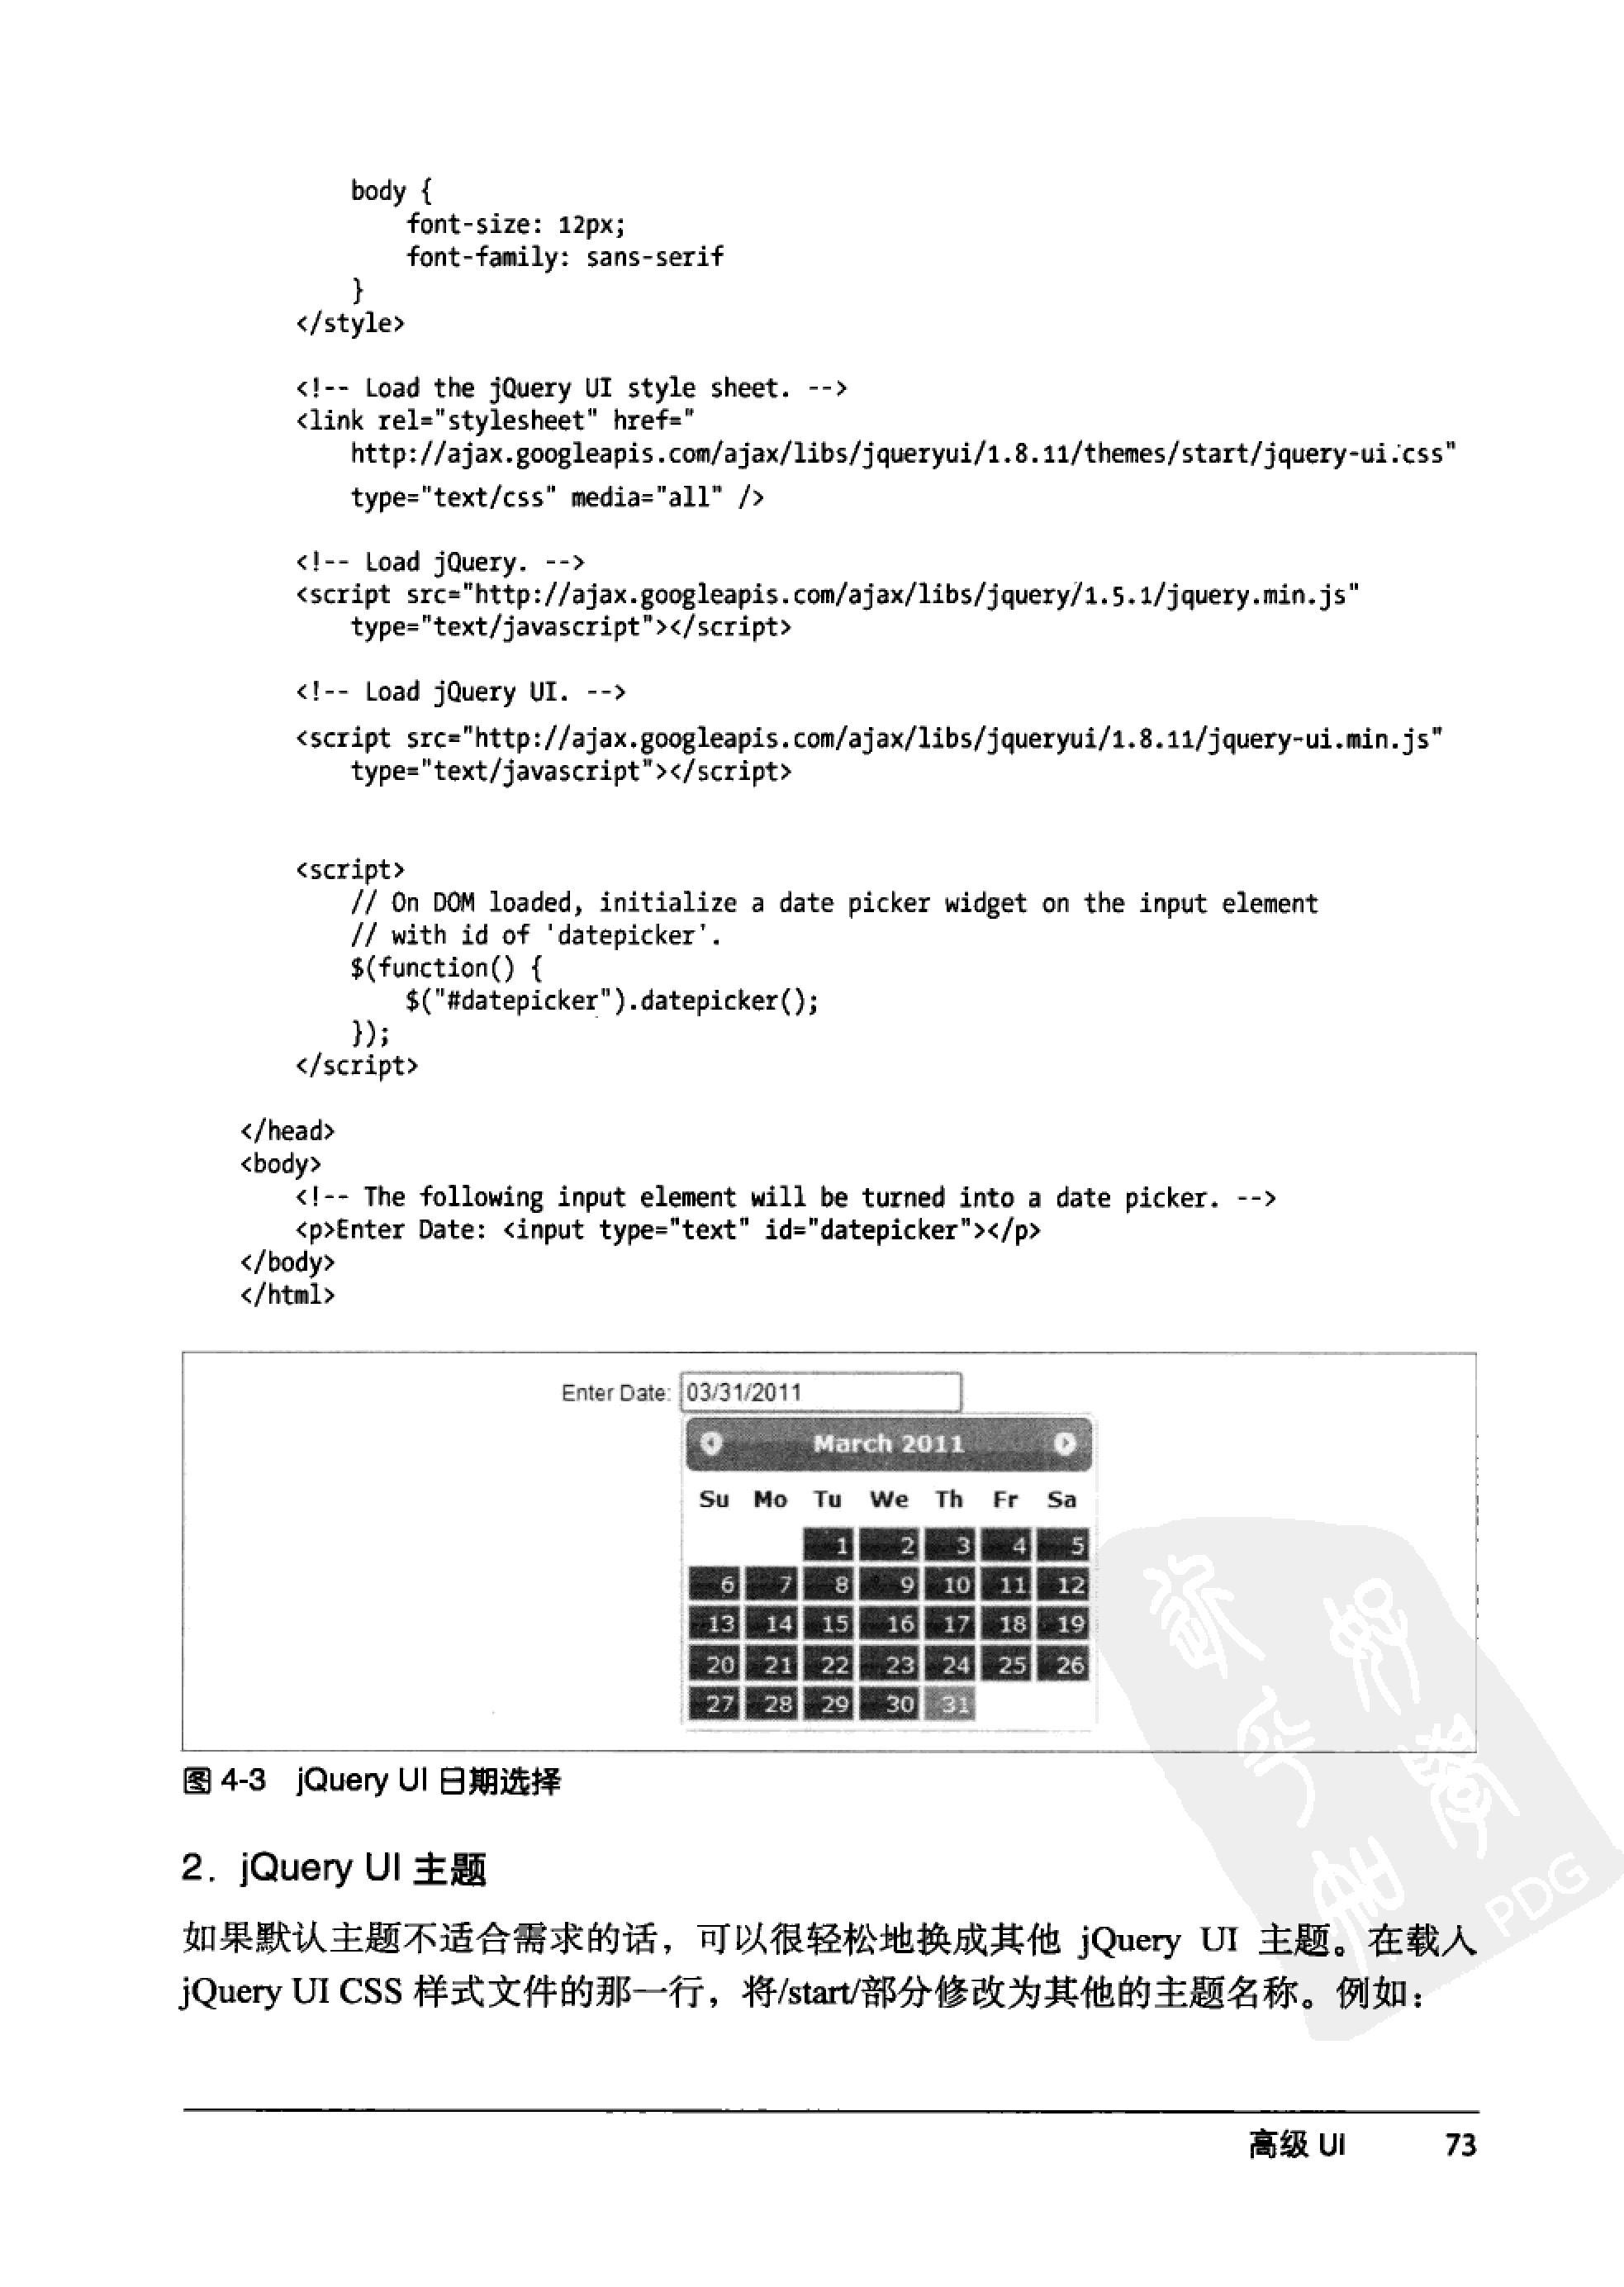 body {
font-size: 12px;
font-family: sans-serif
}
</style>
<!-- Load the jQuery UI style sheet. -->
<link rel="stylesheet" href="
http://ajax.googleapis.com/ajax/libs/jqueryui/1.8.11/themes/start/jquery-ui.css"
type="text/css" media="all" />
<!-- Load jQuery. -->
<script src="http://ajax.googleapis.com/ajax/libs/jquery/1.5.1/jquery.min.js"
type="text/javascript"></script>
<!-- Load jQuery UI. -->
<script src="http://ajax.googleapis.com/ajax/libs/jqueryui/1.8.11/jquery-ui.min.js"
type="text/javascript"></script>
<script>
// On DOM loaded, initialize a date picker widget on the input element
// with id of 'datepicker'.
$(function() {
$("#datepicker").datepicker();
});
</script>
</head>
<body>
<!-- The following input element will be turned into a date picker. -->
<p>Enter Date: <input type="text" id="datepicker"></p>
</body>
</html>
Enter Date: 03/31/2011
March 2011
Su Mo Tu We Th Fr Sa
1 2 3 4 5
6 7 8 9 10 11 12
13 14 15 16 17 18 19
20 21 22 23 24 25 26
27 28 29 30 31
图 4-3 jQuery UI 日期选择
2. jQuery UI 主题
如果默认主题不适合需求的话，可以很轻松地换成其他 jQuery UI 主题。在载人
jQuery UI CSS 样式文件的那一行，将/start/部分修改为其他的主题名称。例如：
PDG
高级 UI 73